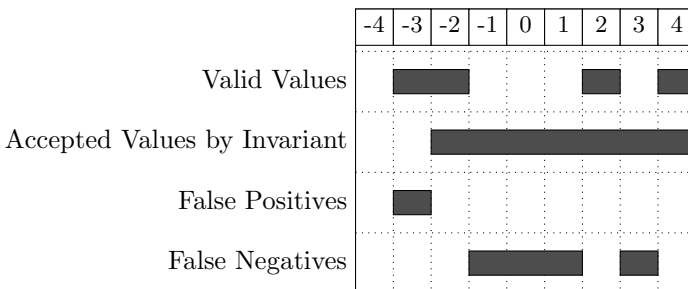 -4 -3 -2 -1 0 1 2 3 4
Valid Values
Accepted Values by Invariant
False Positives
False Negatives